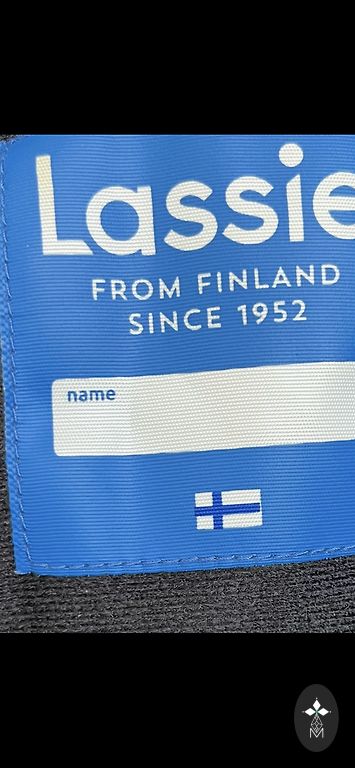 Lassie
FROM FINLAND
SINCE 1952
name
M